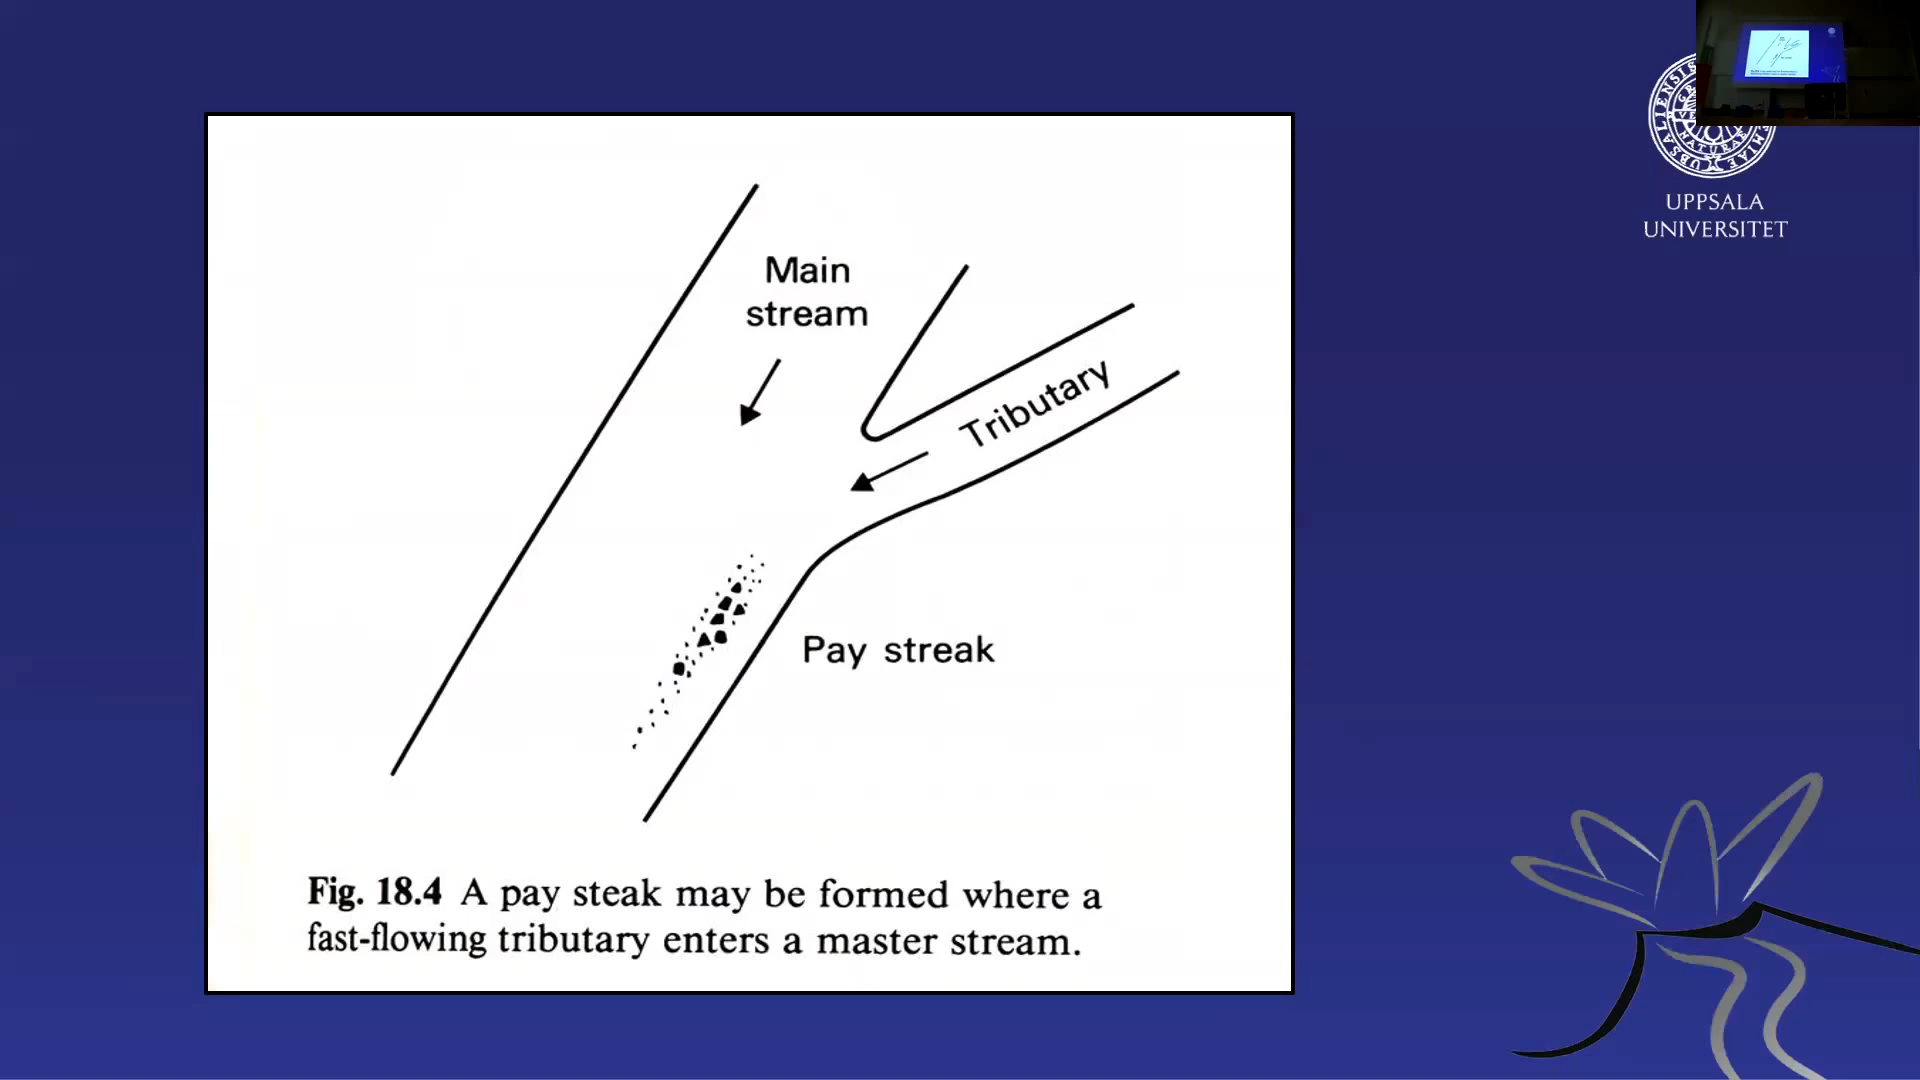 Main
stream
Tributary
Pay streak
Fig. 18.4 A pay steak may be formed where a
fast-flowing tributary enters a master stream.
UPPSALA
UNIVERSITET